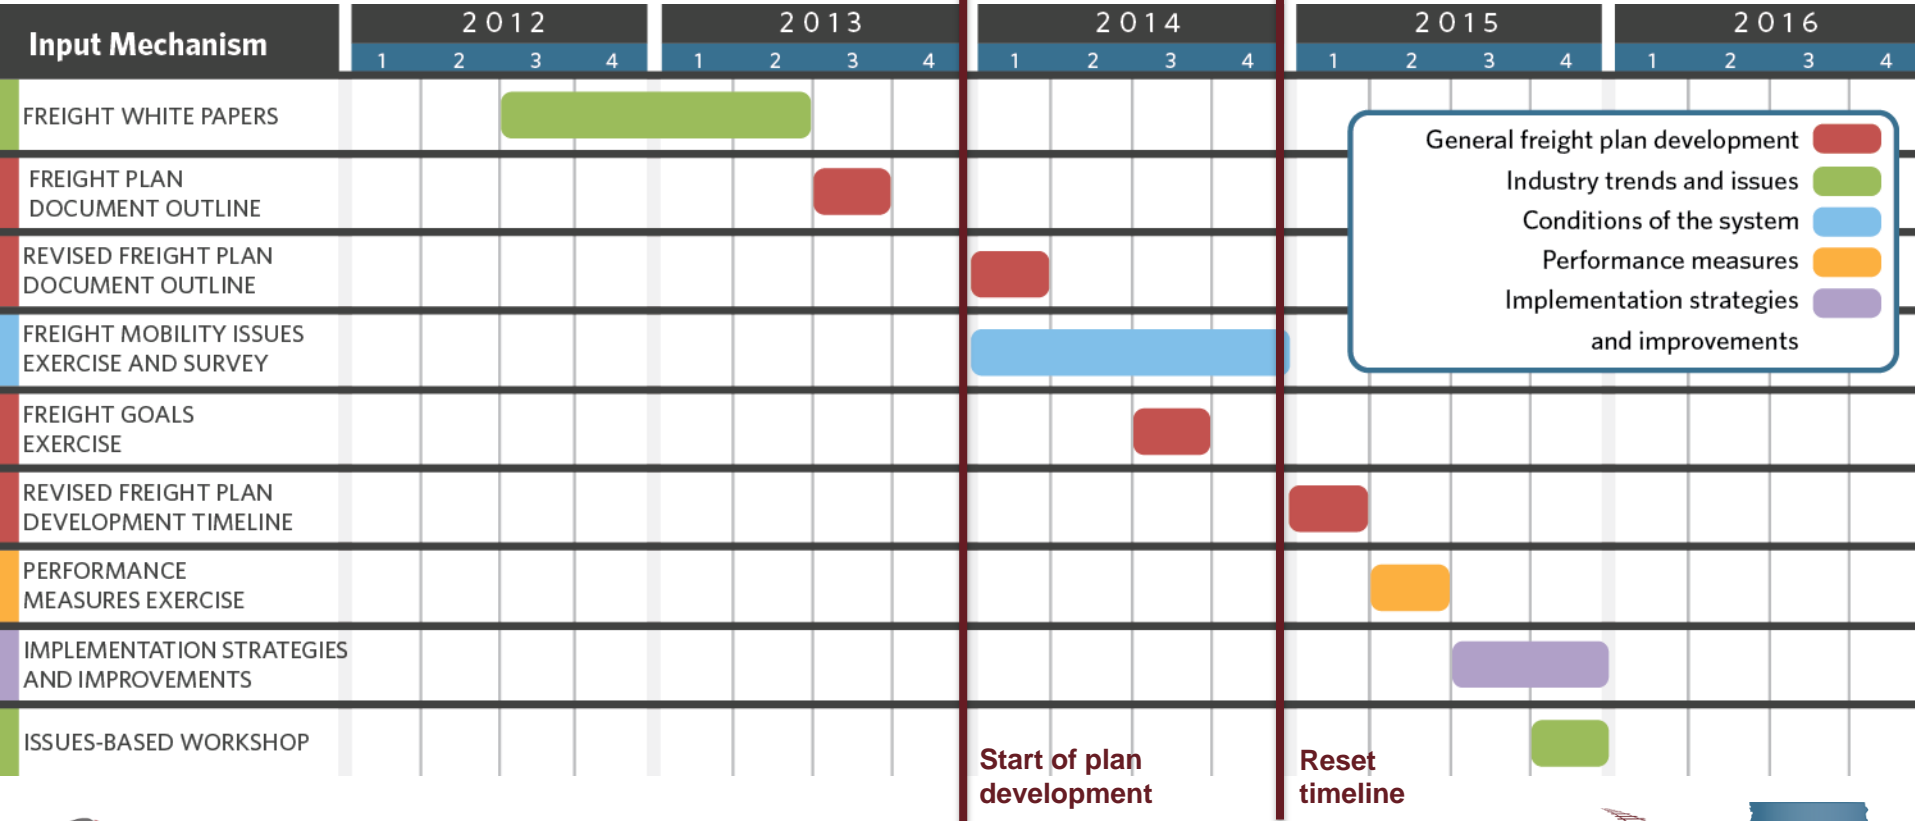 Input Mechanism
2012 2013 2014 2015 2016
1 2 3 4 1 2 3 4 1 2 3 4 1 2 3 4 1 2 3 4
FREIGHT WHITE PAPERS
FREIGHT PLAN
DOCUMENT OUTLINE
REVISED FREIGHT PLAN
DOCUMENT OUTLINE
FREIGHT MOBILITY ISSUES
EXERCISE AND SURVEY
FREIGHT GOALS
EXERCISE
REVISED FREIGHT PLAN
DEVELOPMENT TIMELINE
PERFORMANCE
MEASURES EXERCISE
IMPLEMENTATION STRATEGIES
AND IMPROVEMENTS
ISSUES-BASED WORKSHOP
General freight plan development
Industry trends and issues
Conditions of the system
Performance measures
Implementation strategies
and improvements
Start of plan
development
Reset
timeline